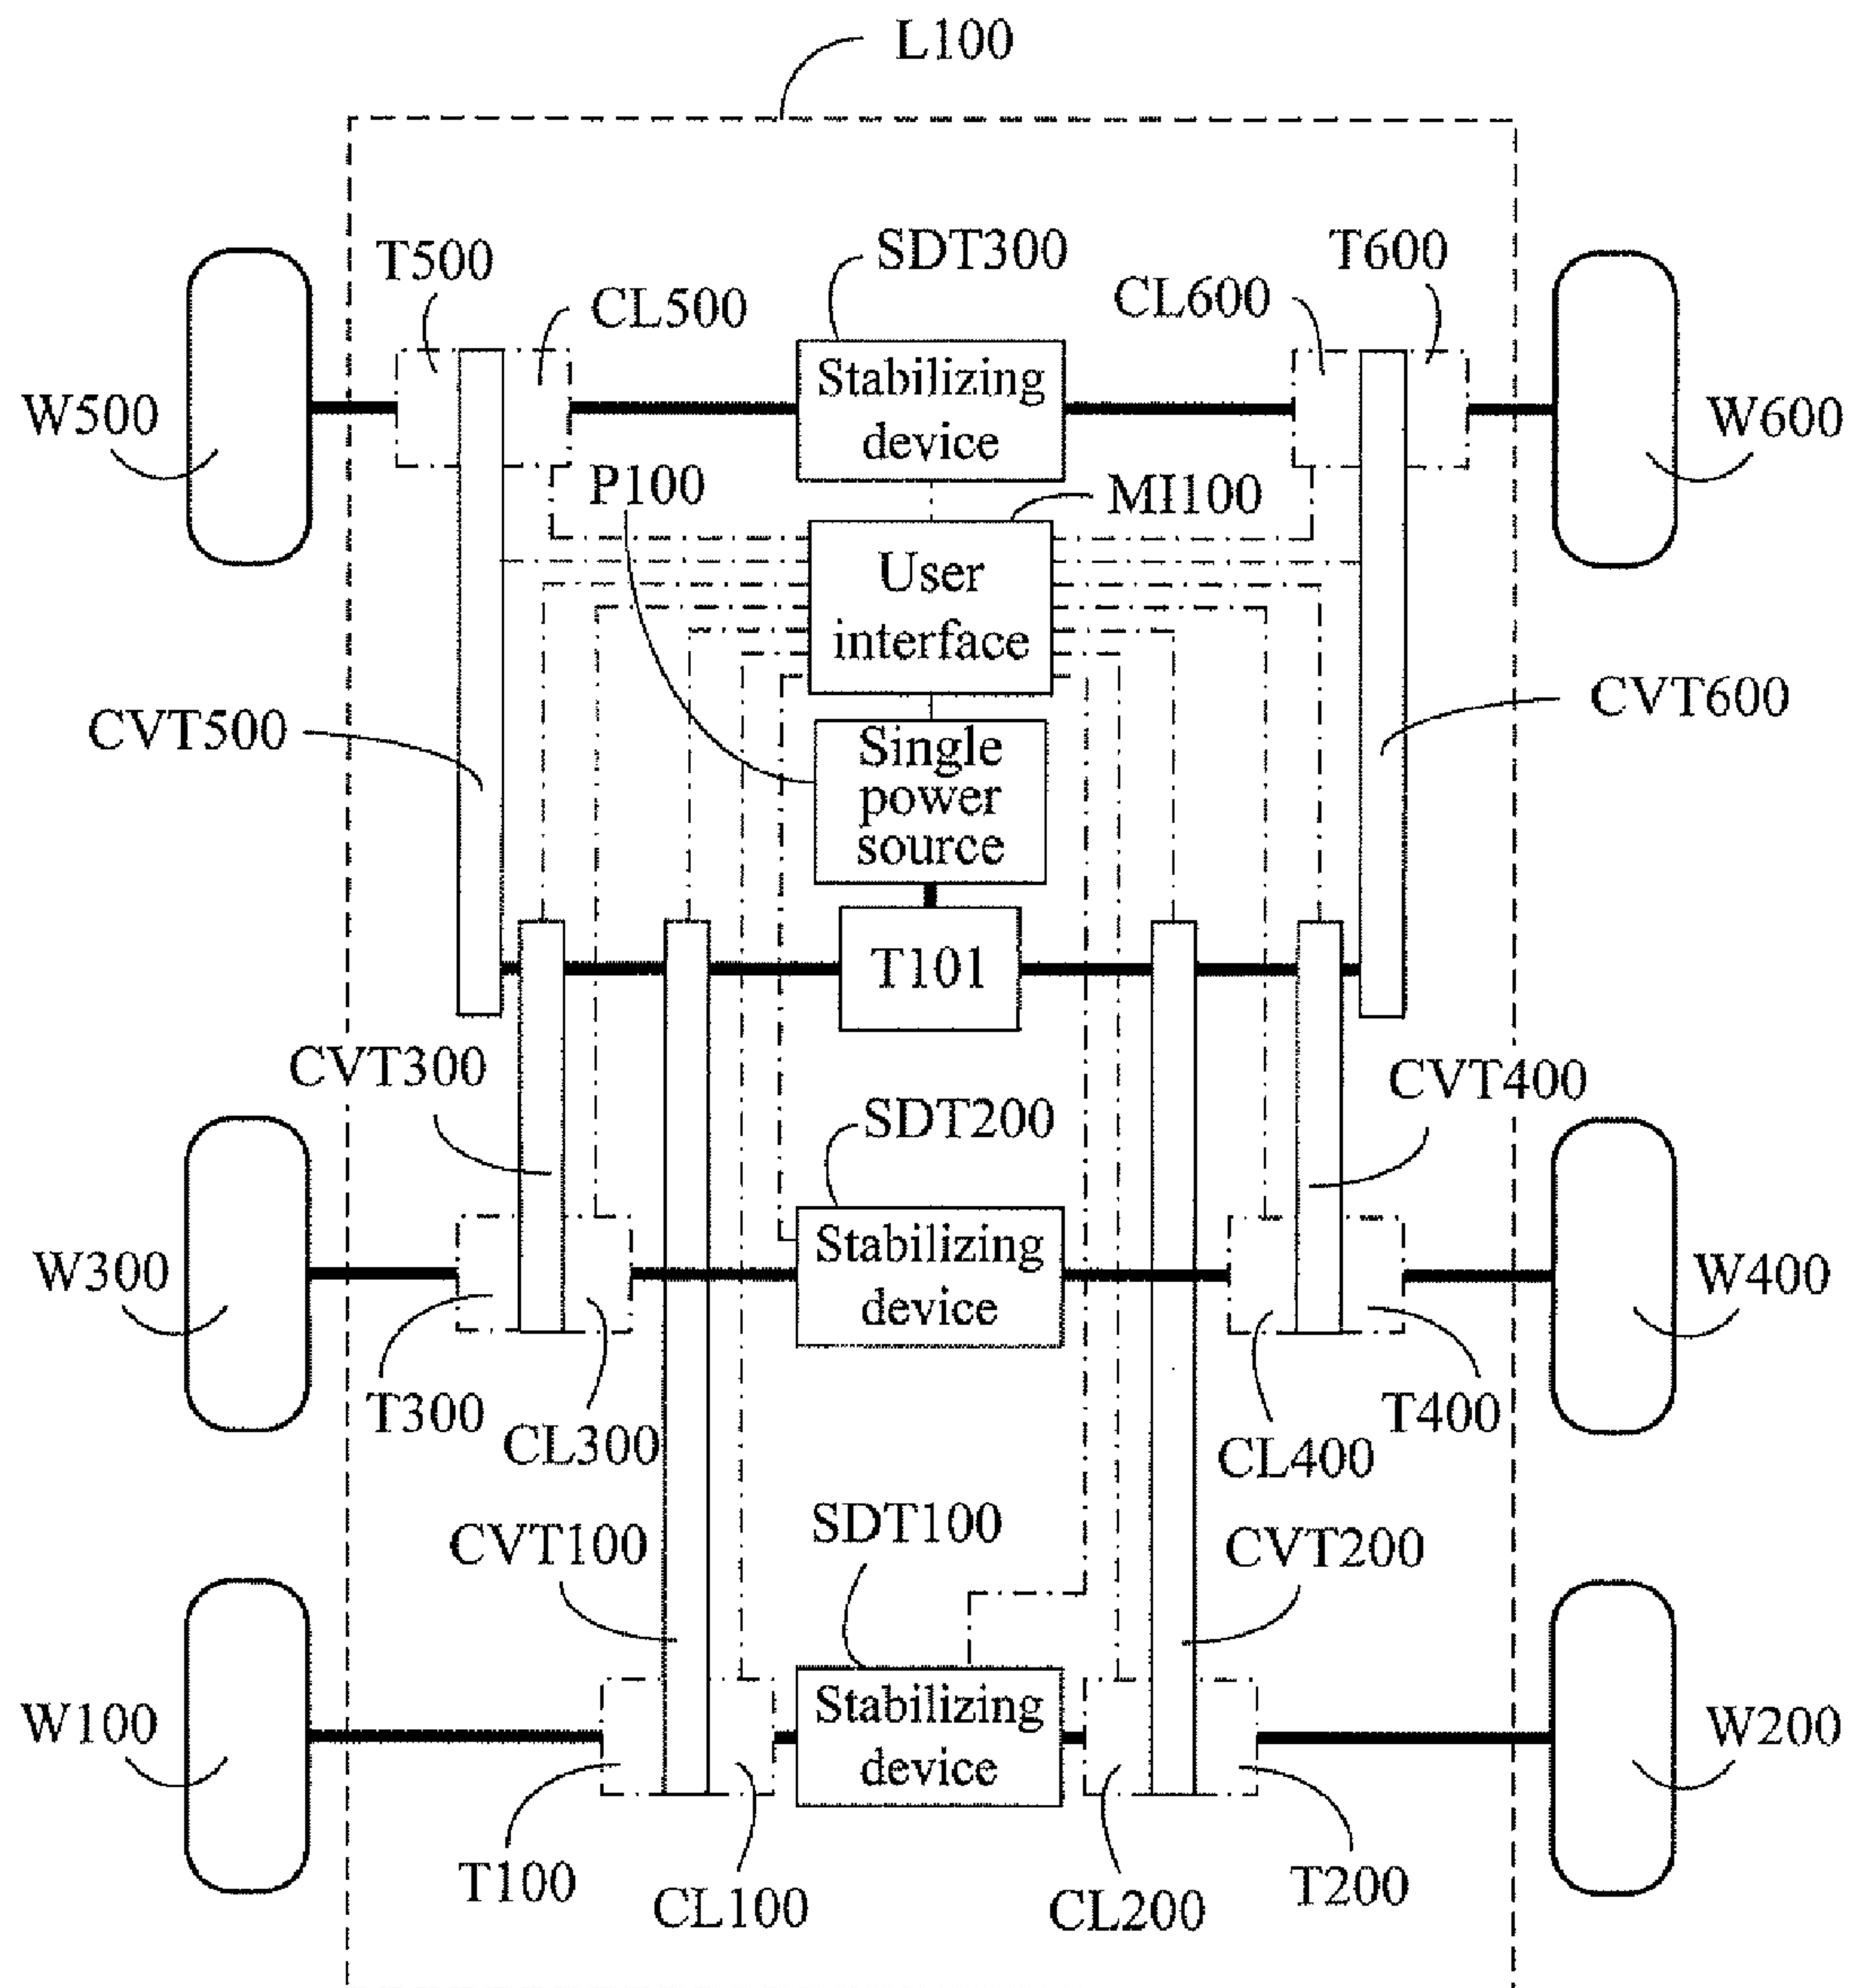 L100
T500
SDT300
T600
CL500
CL600
W500
Stabilizing
device
W600
P100
MI100
User
interface
CVT500
CVT600
Single
power
source
T101
CVT300
CVT400
SDT200
W300
Stabilizing
device
W400
T300
CL300
T400
CL400
SDT100
CVT100
CVT200
W100
Stabilizing
device
W200
T100
CL100
CL200
T200